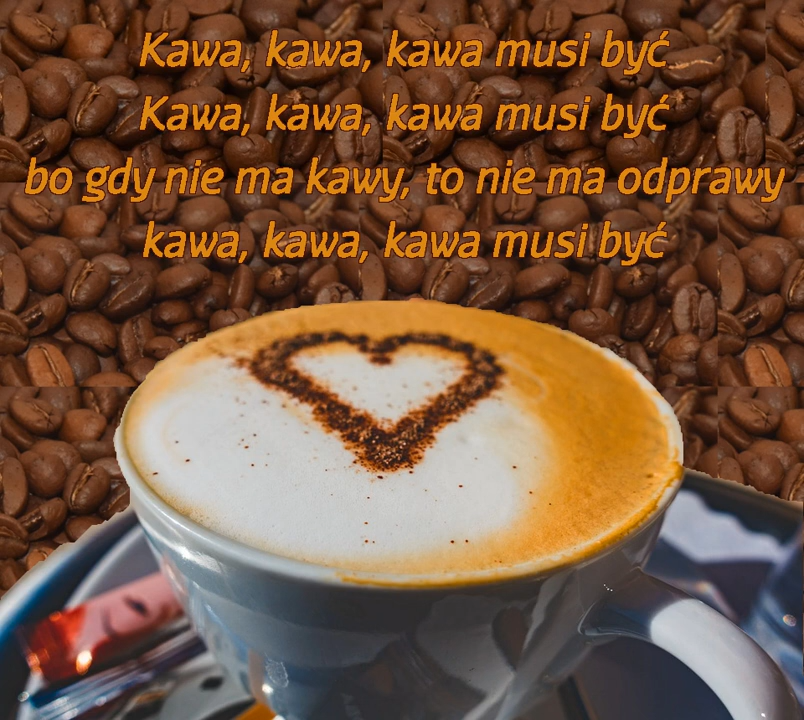 Kawa, kawa, kawa musi być
Kawa, kawa, kawa musi być
bo gdy nie ma kawy, to nie ma odprawy
kawa, kawa, kawa musi być